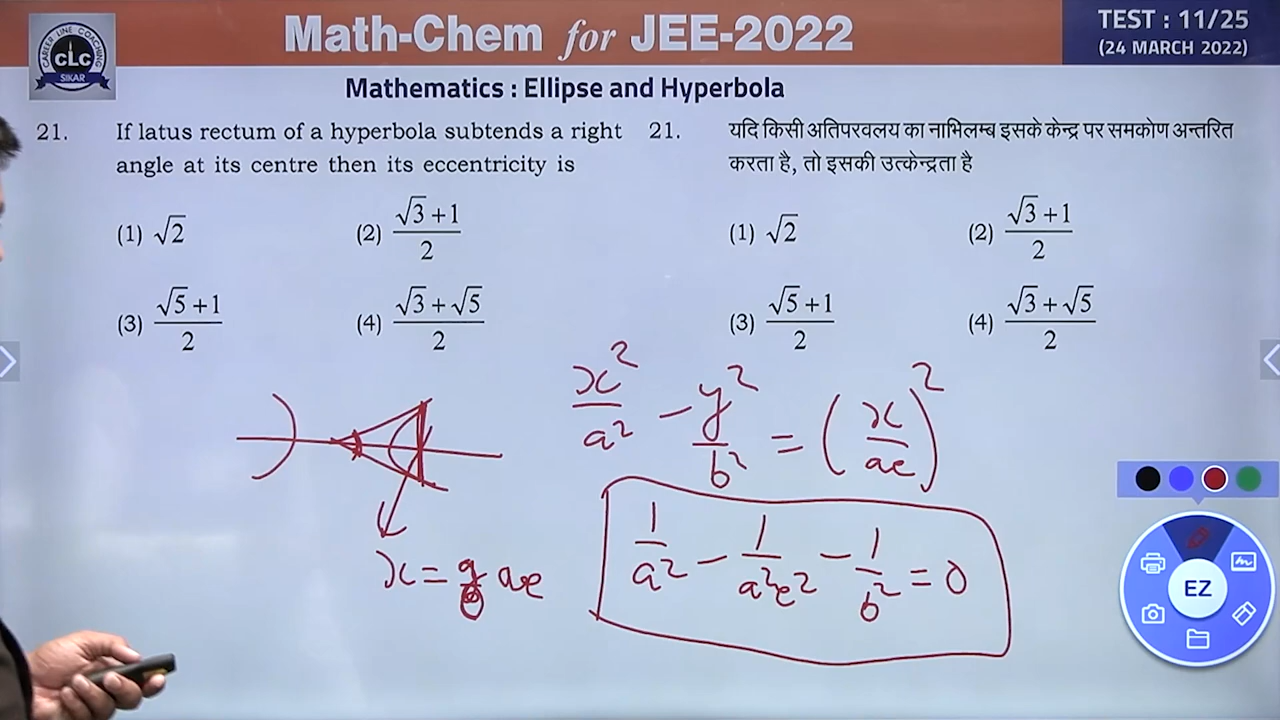 CAREER LINE COACHING
CLC
SIKAR
Math-Chem for JEE-2022
TEST : 11/25
(24 MARCH 2022)
Mathematics : Ellipse and Hyperbola
21. If latus rectum of a hyperbola subtends a right
angle at its centre then its eccentricity is
(1) √2 (2) (√3+1)/2
(3) (√5+1)/2 (4) (√3+√5)/2
21. यदि किसी अतिपरवलय का नाभिलम्ब इसके केन्द्र पर समकोण अन्तरित
करता है, तो इसकी उत्केन्द्रता है
(1) √2 (2) (√3+1)/2
(3) (√5+1)/2 (4) (√3+√5)/2
x²/a² − y²/b² = (x/ae)²
1/a² − 1/a²e² − 1/b² = 0
x = ae
EZ